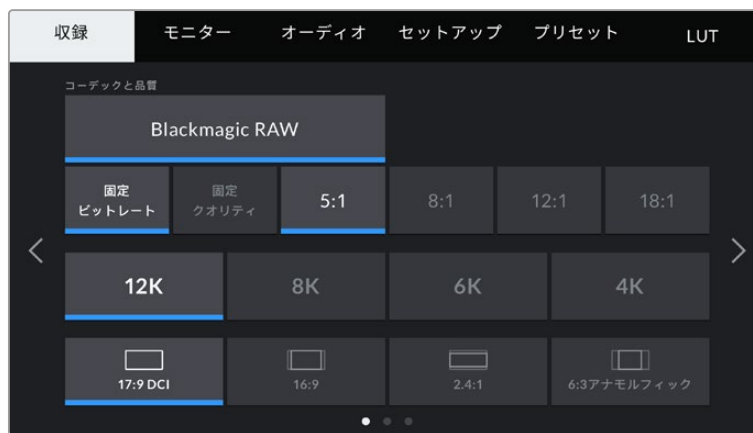 収録 モニター オーディオ セットアップ プリセット LUT
コーデックと品質
Blackmagic RAW
固定
ビットレート
固定
クオリティ
5:1 8:1 12:1 18:1
12K 8K 6K 4K
17:9 DCI 16:9 2.4:1 6:3アナモルフィック